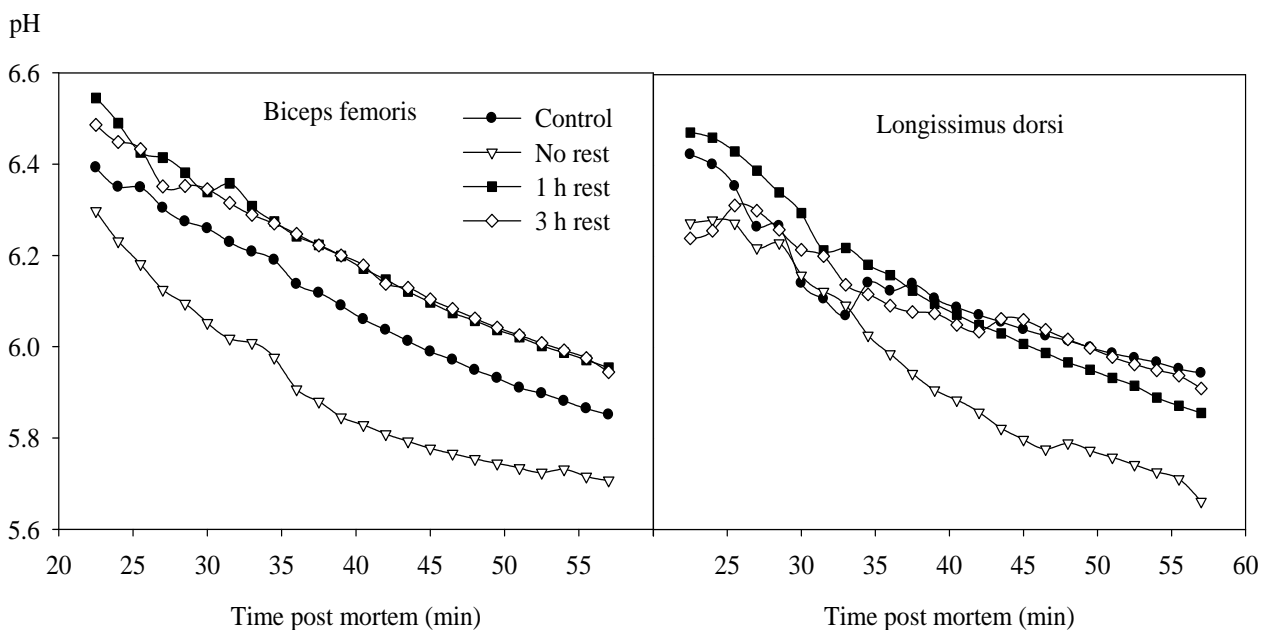 pH
6.6
6.4
6.2
6.0
5.8
5.6
Biceps femoris
Control
No rest
1 h rest
3 h rest
Longissimus dorsi
20 25 30 35 40 45 50 55 25 30 35 40 45 50 55 60
Time post mortem (min) Time post mortem (min)